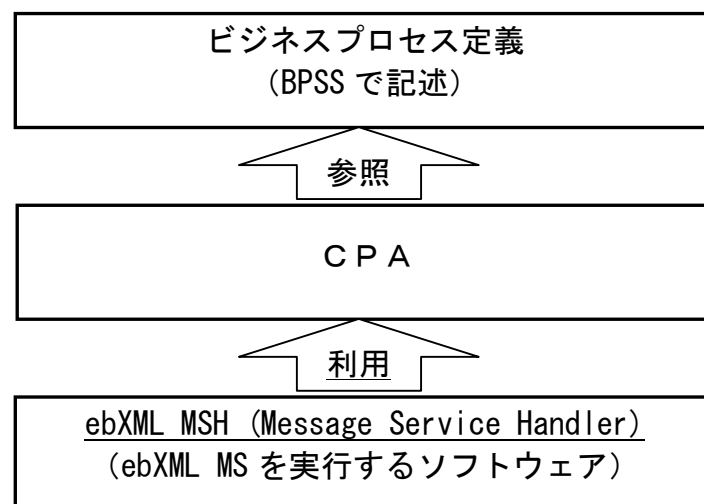 ビジネスプロセス定義
(BPSS で記述)
参照
ＣＰＡ
利用
ebXML MSH (Message Service Handler)
(ebXML MS を実行するソフトウェア)